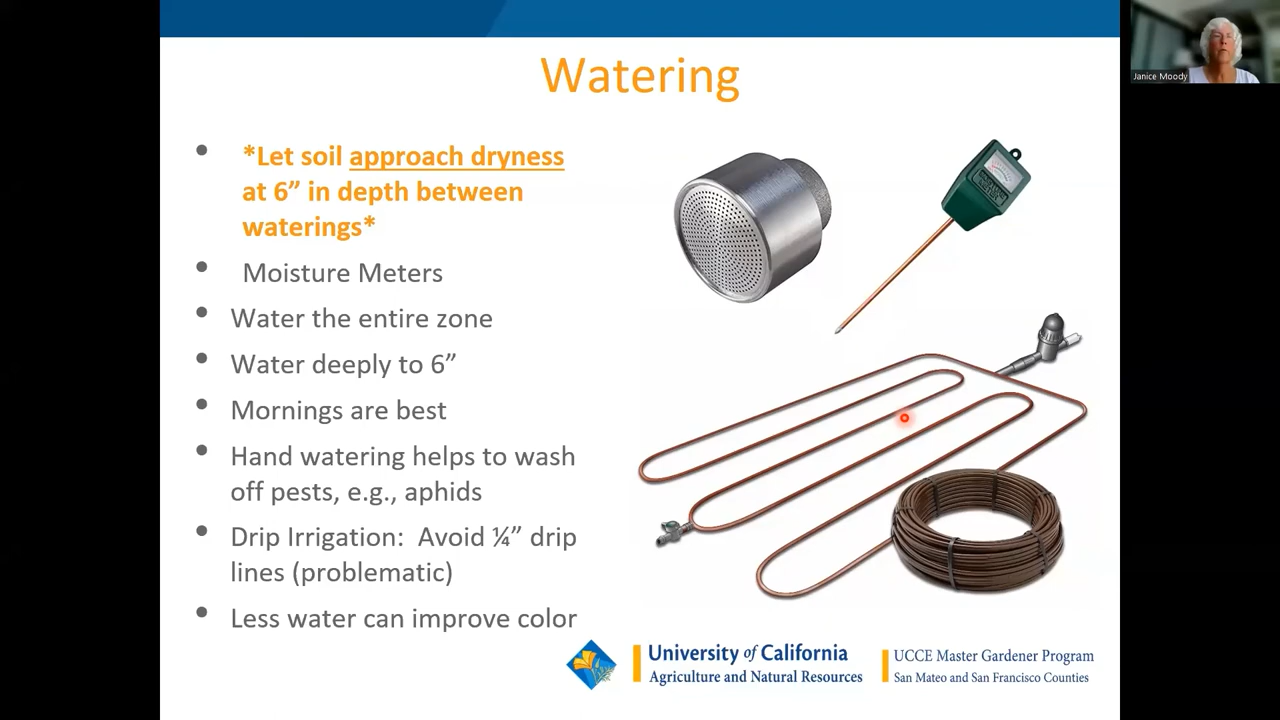 Watering
Janice Moody
*Let soil approach dryness
at 6” in depth between
waterings*
Moisture Meters
Water the entire zone
Water deeply to 6”
Mornings are best
Hand watering helps to wash
off pests, e.g., aphids
Drip Irrigation:  Avoid ¼” drip
lines (problematic)
Less water can improve color
University of California
Agriculture and Natural Resources
UCCE Master Gardener Program
San Mateo and San Francisco Counties